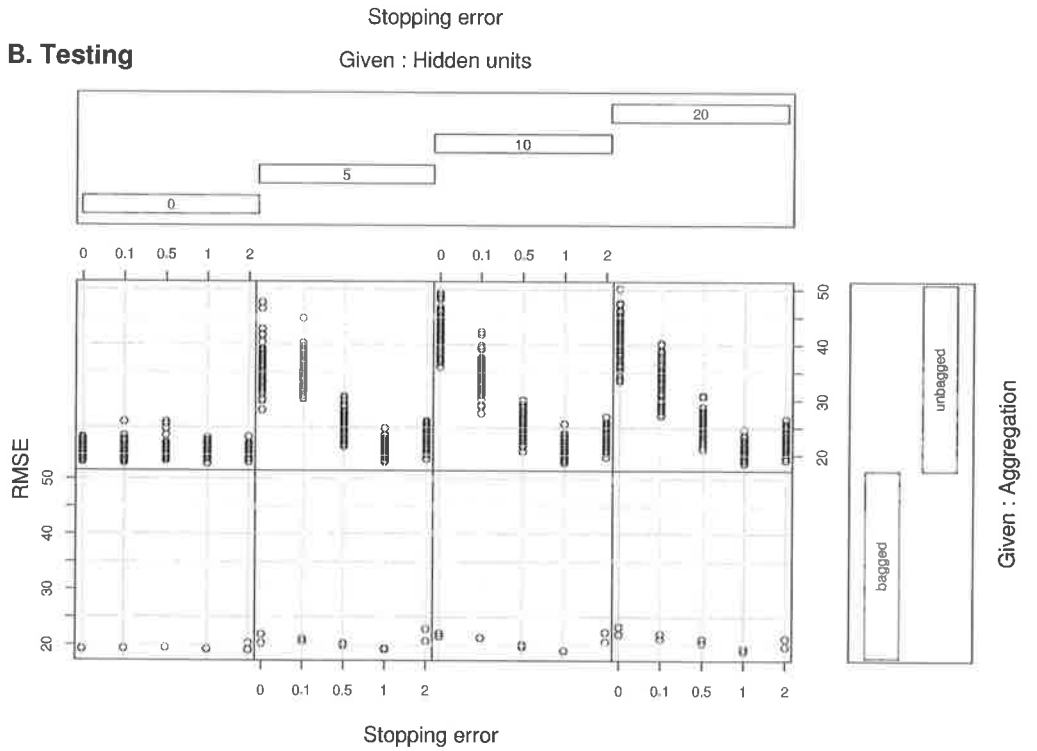 Stopping error
B. Testing
Given : Hidden units
20
10
5
0
0 0.1 0.5 1 2 0 0.1 0.5 1 2
50
40
30
20
unbagged
Given : Aggregation
RMSE
50
40
30
20
bagged
0 0.1 0.5 1 2 0 0.1 0.5 1 2
Stopping error